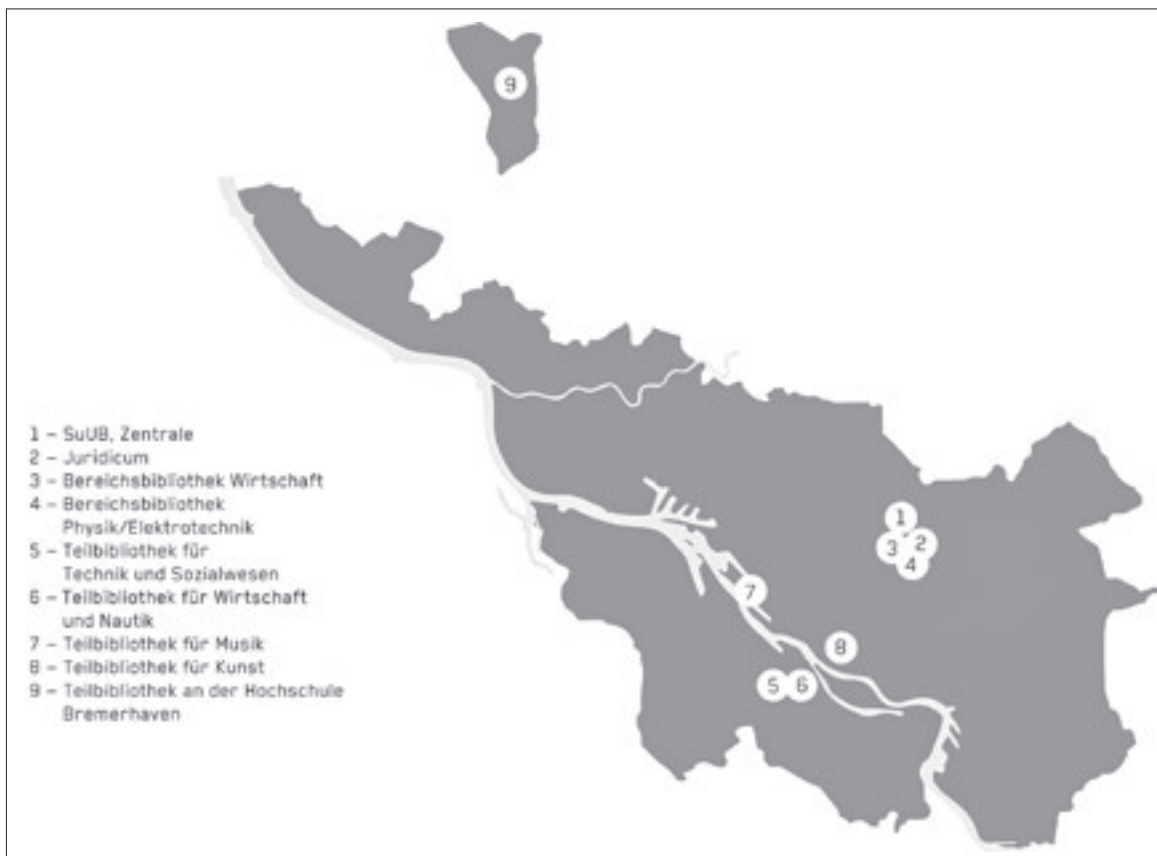 9
1 – SuUB, Zentrale
2 – Juridicum
3 – Bereichsbibliothek Wirtschaft
4 – Bereichsbibliothek
Physik/Elektrotechnik
5 – Teilbibliothek für
Technik und Sozialwesen
6 – Teilbibliothek für Wirtschaft
und Nautik
7 – Teilbibliothek für Musik
8 – Teilbibliothek für Kunst
9 – Teilbibliothek an der Hochschule
Bremerhaven
1
3 2
4
7
8
5 6